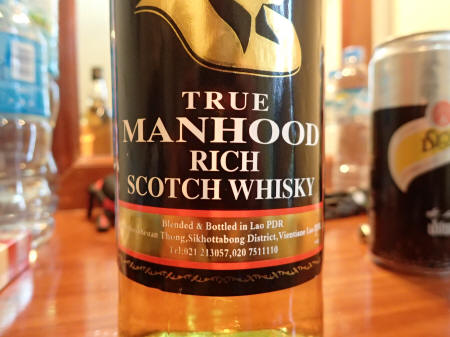 TRUE
MANHOOD
RICH
SCOTCH WHISKY
Blended & Bottled in Lao PDR
Thong,Sikhottabong District,Vientiane
Tel:021 213057,020 7511110